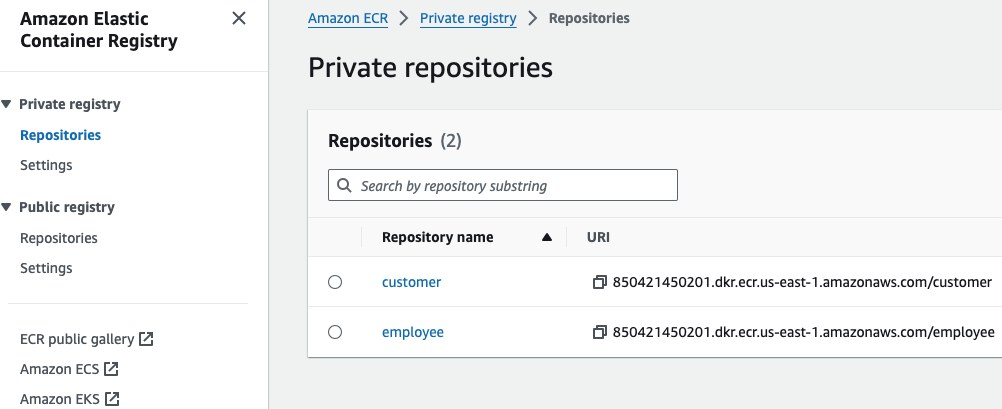 Amazon Elastic
Container Registry
Private registry
Repositories
Settings
Public registry
Repositories
Settings
ECR public gallery
Amazon ECS
Amazon EKS
Amazon ECR > Private registry > Repositories
Private repositories
Repositories (2)
Search by repository substring
Repository name URI
customer 850421450201.dkr.ecr.us-east-1.amazonaws.com/customer
employee 850421450201.dkr.ecr.us-east-1.amazonaws.com/employee